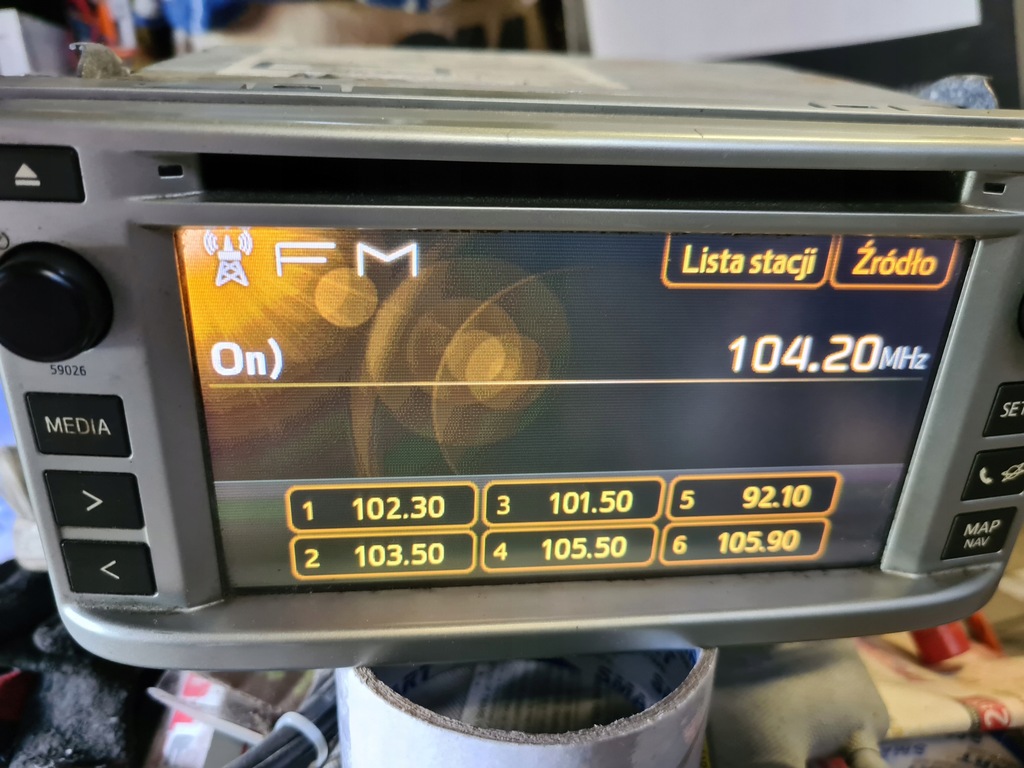 FM
Lista stacji
Źródło
On)
104.20MHz
59026
MEDIA
>
<
1 102.30
3 101.50
5 92.10
2 103.50
4 105.50
6 105.90
SET
MAP
NAV
SMART